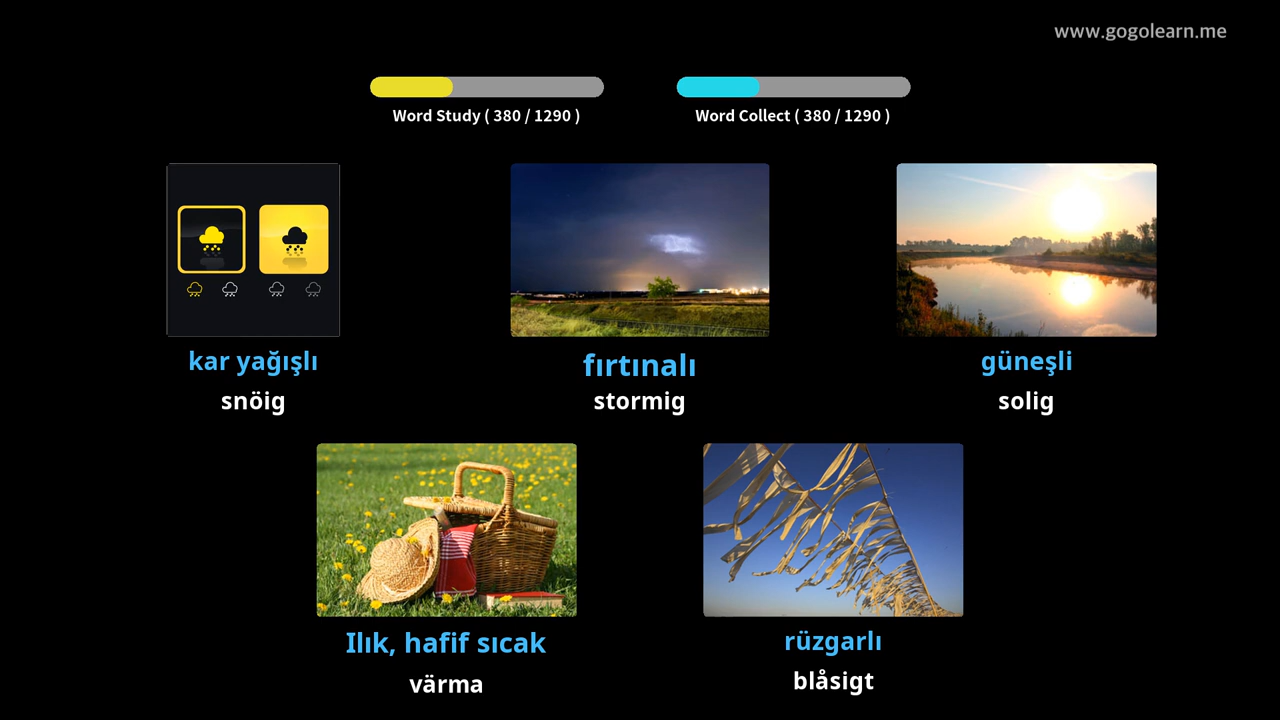 www.gogolearn.me
Word Study ( 380 / 1290 )
Word Collect ( 380 / 1290 )
kar yağışlı
snöig
fırtınalı
stormig
güneşli
solig
Ilık, hafif sıcak
värma
rüzgarlı
blåsigt